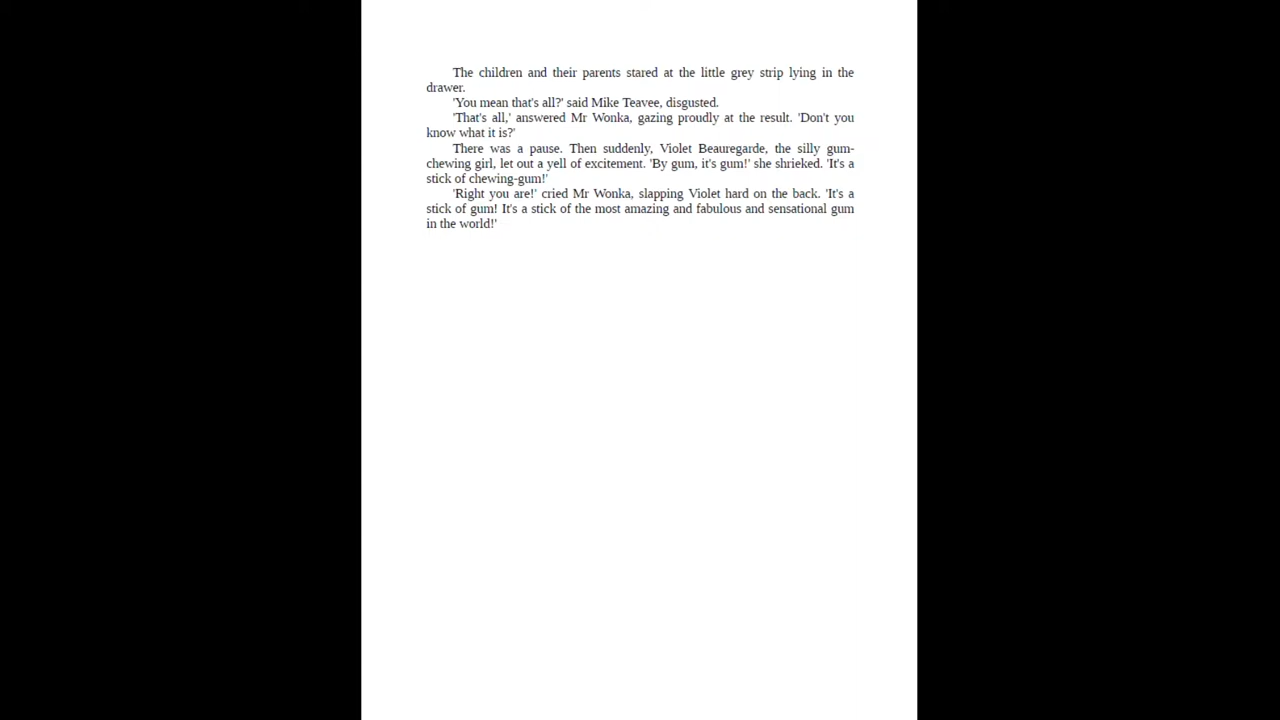 The children and their parents stared at the little grey strip lying in the
drawer.
'You mean that's all?' said Mike Teavee, disgusted.
'That's all,' answered Mr Wonka, gazing proudly at the result. 'Don't you
know what it is?'
There was a pause. Then suddenly, Violet Beauregarde, the silly gum-
chewing girl, let out a yell of excitement. 'By gum, it's gum!' she shrieked. 'It's a
stick of chewing-gum!'
'Right you are!' cried Mr Wonka, slapping Violet hard on the back. 'It's a
stick of gum! It's a stick of the most amazing and fabulous and sensational gum
in the world!'